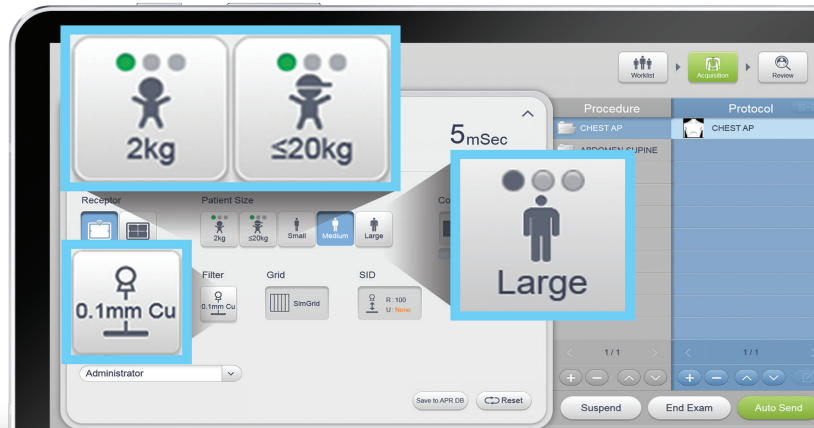 2kg
≤20kg
5mSec
Worklist
Acquisition
Review
Procedure
Protocol
CHEST AP
CHEST AP
ABDOMEN SUPINE
Receptor
Patient Size
2kg
≤20kg
Small
Medium
Large
Large
0.1mm Cu
Filter
Grid
SID
0.1mm Cu
SimGrid
R : 100
U : None
1 / 1
1 / 1
Administrator
Save to APR DB
Reset
Suspend
End Exam
Auto Send